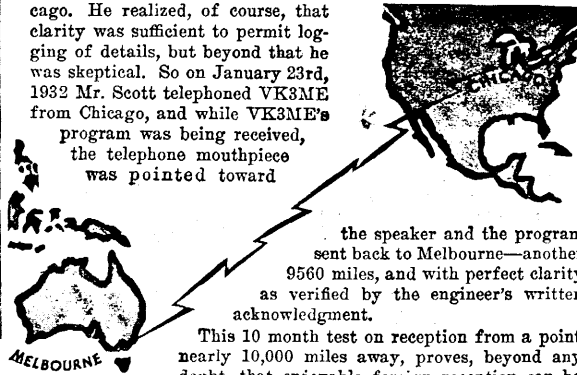 cago. He realized, of course, that
clarity was sufficient to permit log-
ging of details, but beyond that he
was skeptical. So on January 23rd,
1932 Mr. Scott telephoned VK3ME
from Chicago, and while VK3ME's
program was being received,
the telephone mouthpiece
was pointed toward
CHICAGO
the speaker and the program
sent back to Melbourne—another
9560 miles, and with perfect clarity
as verified by the engineer's written
acknowledgment.
MELBOURNE
This 10 month test on reception from a point
nearly 10,000 miles away, proves, beyond any